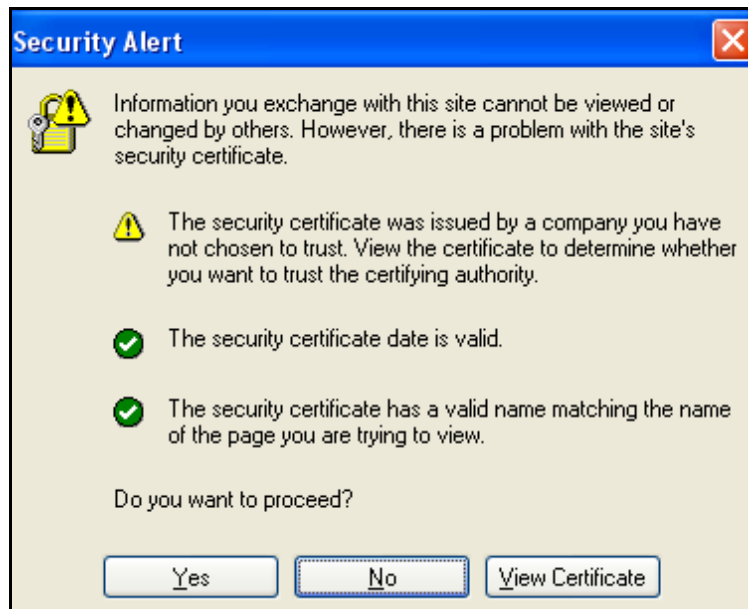 Security Alert
Information you exchange with this site cannot be viewed or
changed by others. However, there is a problem with the site's
security certificate.
The security certificate was issued by a company you have
not chosen to trust. View the certificate to determine whether
you want to trust the certifying authority.
The security certificate date is valid.
The security certificate has a valid name matching the name
of the page you are trying to view.
Do you want to proceed?
Yes No View Certificate